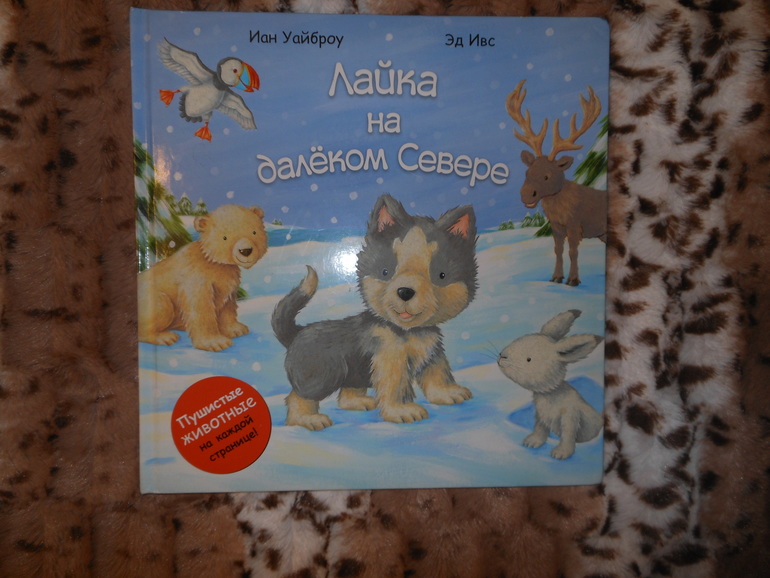 Иан Уайброу
Эд Ивс
Лайка
на
далёком Севере
Пушистые
животные
на каждой
странице!